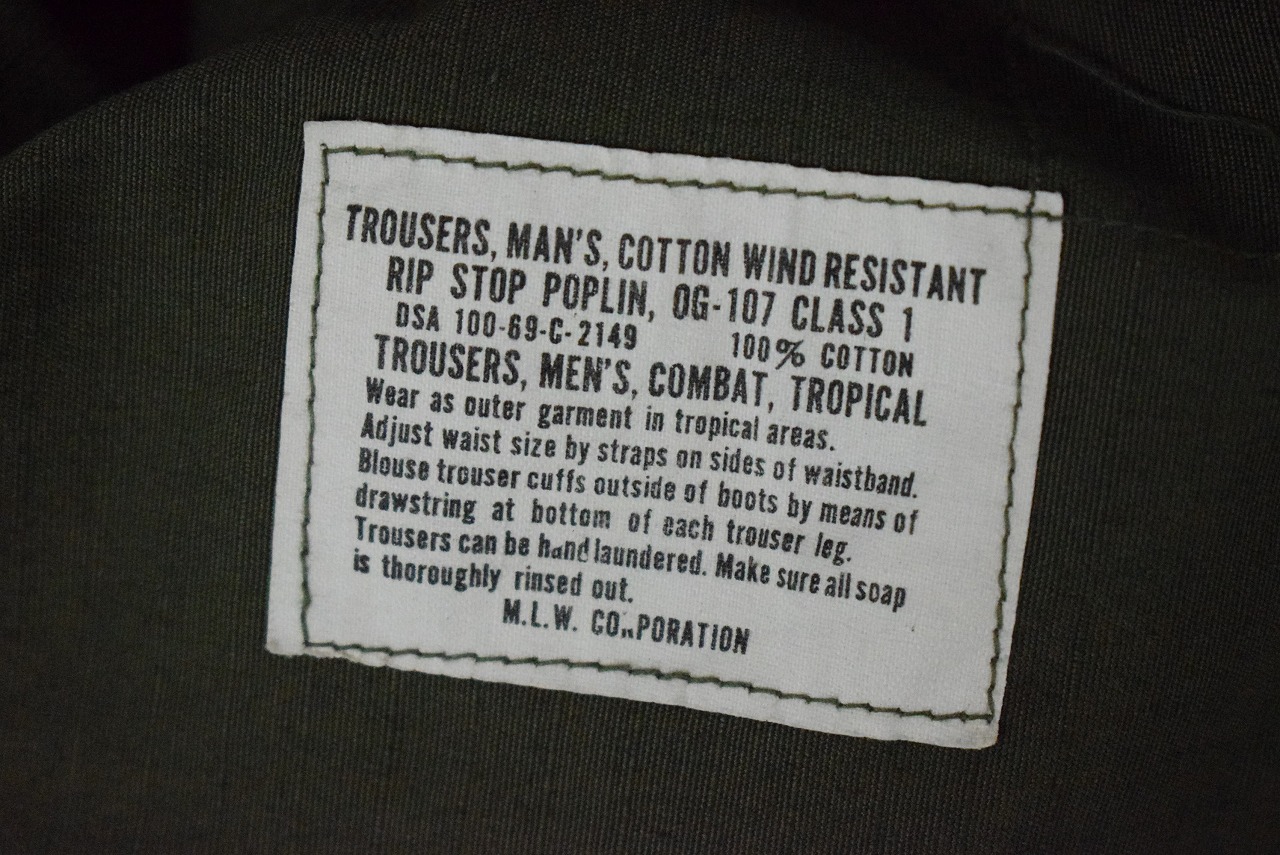 TROUSERS, MAN'S, COTTON WIND RESISTANT
RIP STOP POPLIN, OG-107 CLASS 1
DSA 100-69-C-2149 100% COTTON
TROUSERS, MEN'S, COMBAT, TROPICAL
Wear as outer garment in tropical areas.
Adjust waist size by straps on sides of waistband.
Blouse trouser cuffs outside of boots by means of
drawstring at bottom of each trouser leg.
Trousers can be hand laundered. Make sure all soap
is thoroughly rinsed out.
M.L.W. CORPORATION